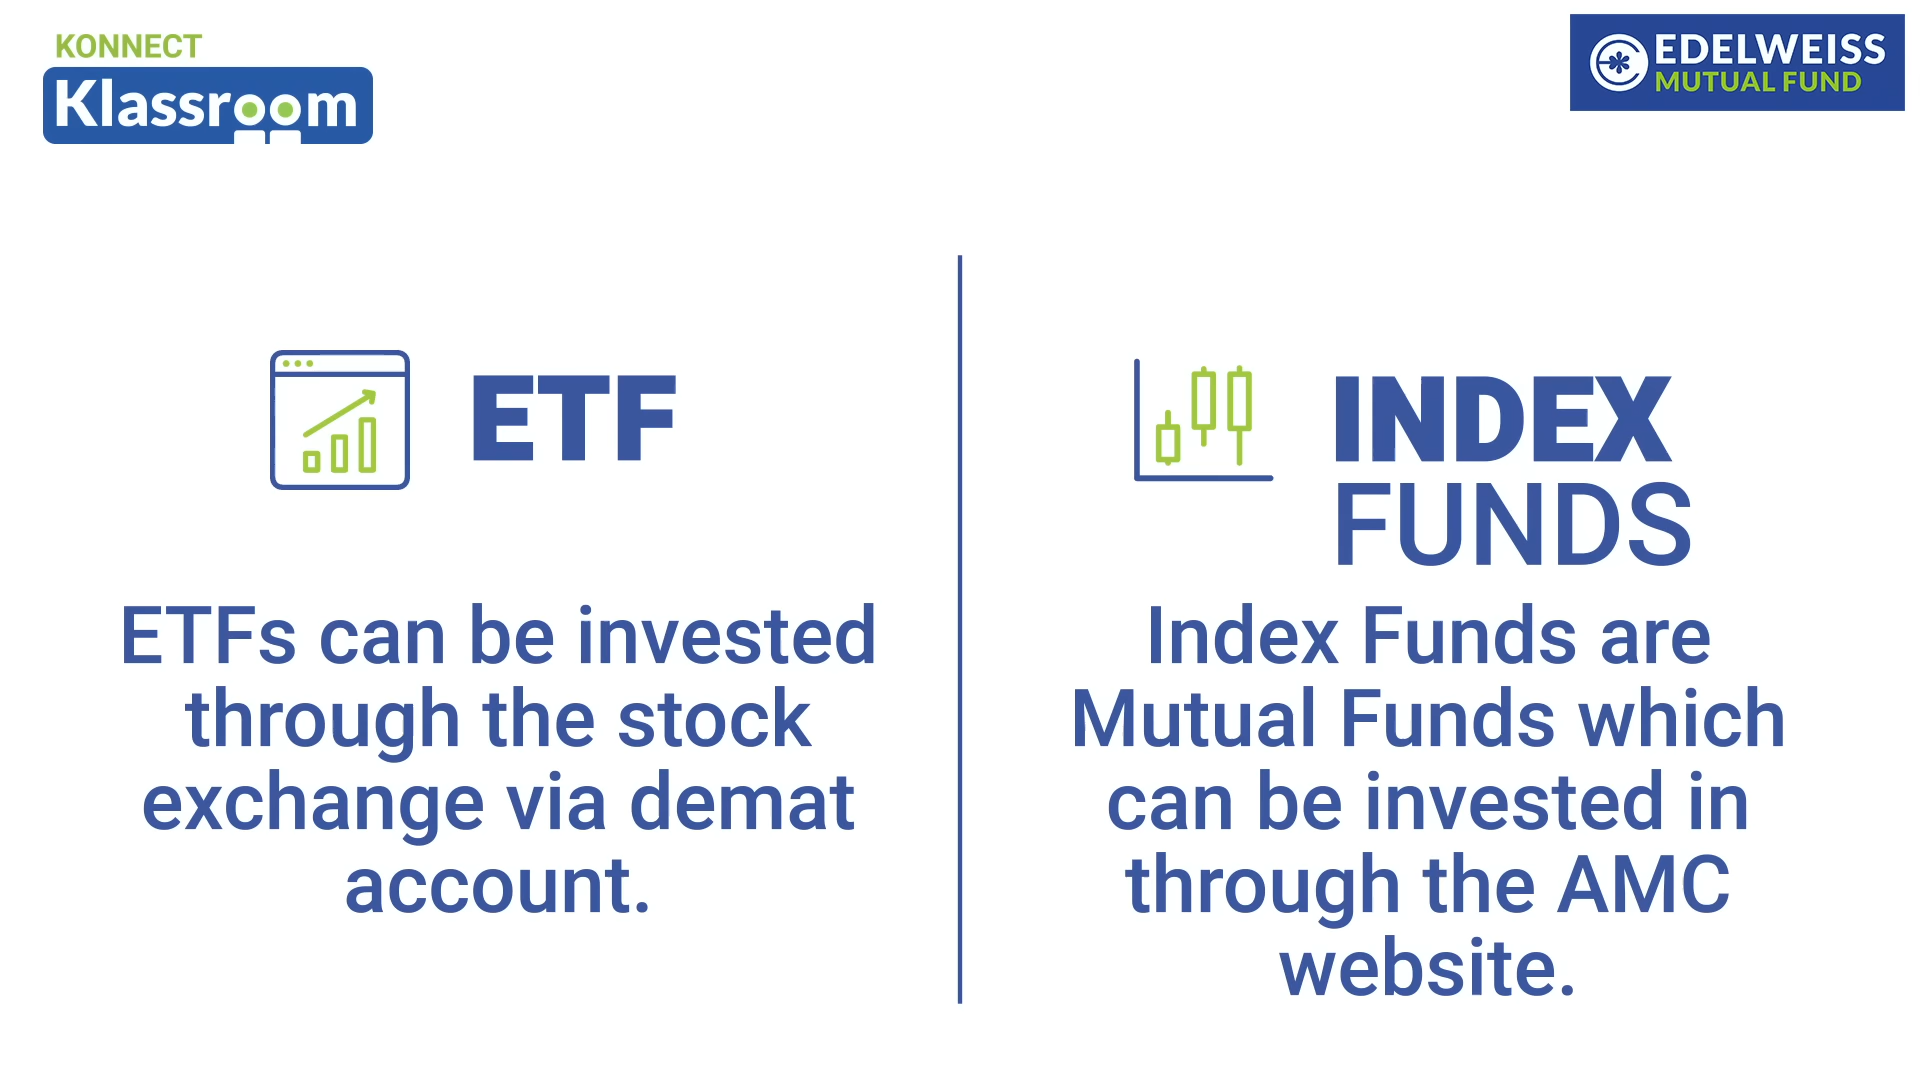 KONNECT
Klassroom
EDELWEISS
MUTUAL FUND
ETF
ETFs can be invested
through the stock
exchange via demat
account.
INDEX
FUNDS
Index Funds are
Mutual Funds which
can be invested in
through the AMC
website.